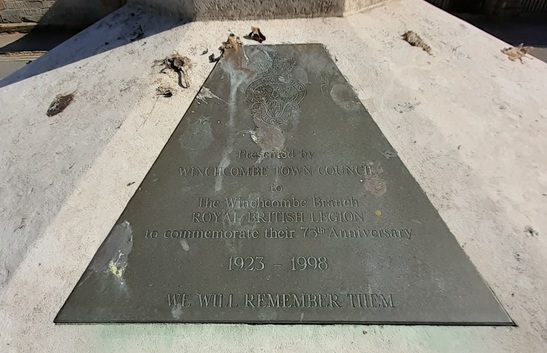 Presented by
WINCHCOMBE TOWN COUNCIL
to
The Winchcombe Branch
ROYAL BRITISH LEGION
to commemorate their 75th Anniversary
1923 - 1998
WE WILL REMEMBER THEM